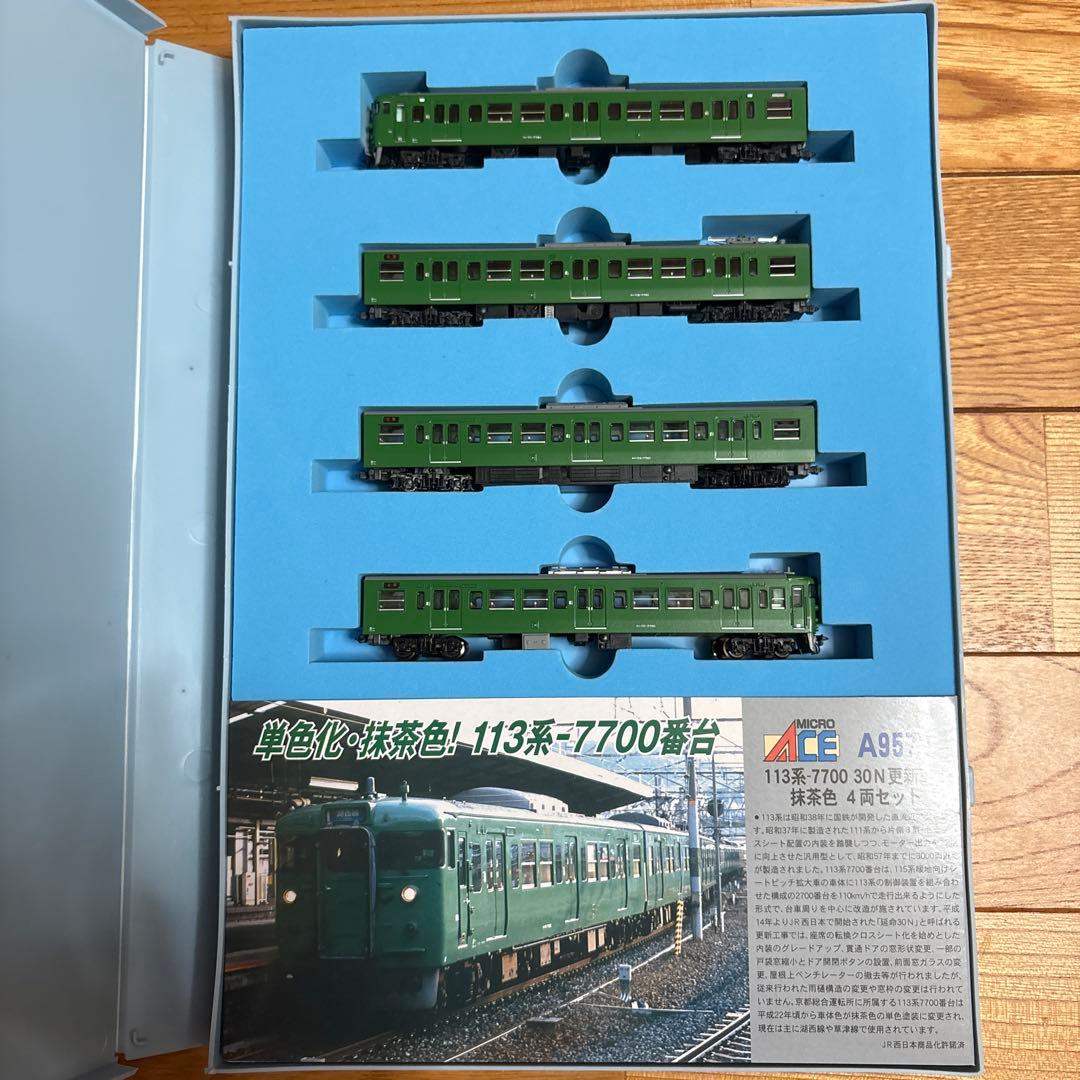 単色化・抹茶色! 113系-7700番台
MICRO
ACE A957
113系-7700 30N更新
抹茶色 4両セット
●113系は昭和38年に国鉄が開発した直流
す。昭和37年に製造された111系から片側3
スシート配置の内装を踏襲しつつ、モーター出力
に向上させた汎用型として、昭和57年までに
が製造されました。113系7700番台は、115系暖地向け
ートピッチ拡大車の車体に113系の制御装置を組み合わ
せた構成の2700番台を110km/hで走行出来るようにした
形式で、台車周りを中心に改造が施されています。平成
14年よりJR西日本で開始された「延命30N」と呼ばれる
更新工事では、座席の転換クロスシート化を始めとした
内装のグレードアップ、貫通ドアの窓形状変更、一部の
戸袋窓縮小とドア開閉ボタンの設置、前面窓ガラスの変
更、屋根上ベンチレーターの撤去等が行われましたが、
従来行われた雨樋構造の変更や窓枠の変更は行われて
いません。京都総合運転所に所属する113系7700番台は
平成22年頃から車体色が抹茶色の単色塗装に変更され、
現在は主に湖西線や草津線で使用されています。
JR西日本商品化許諾済